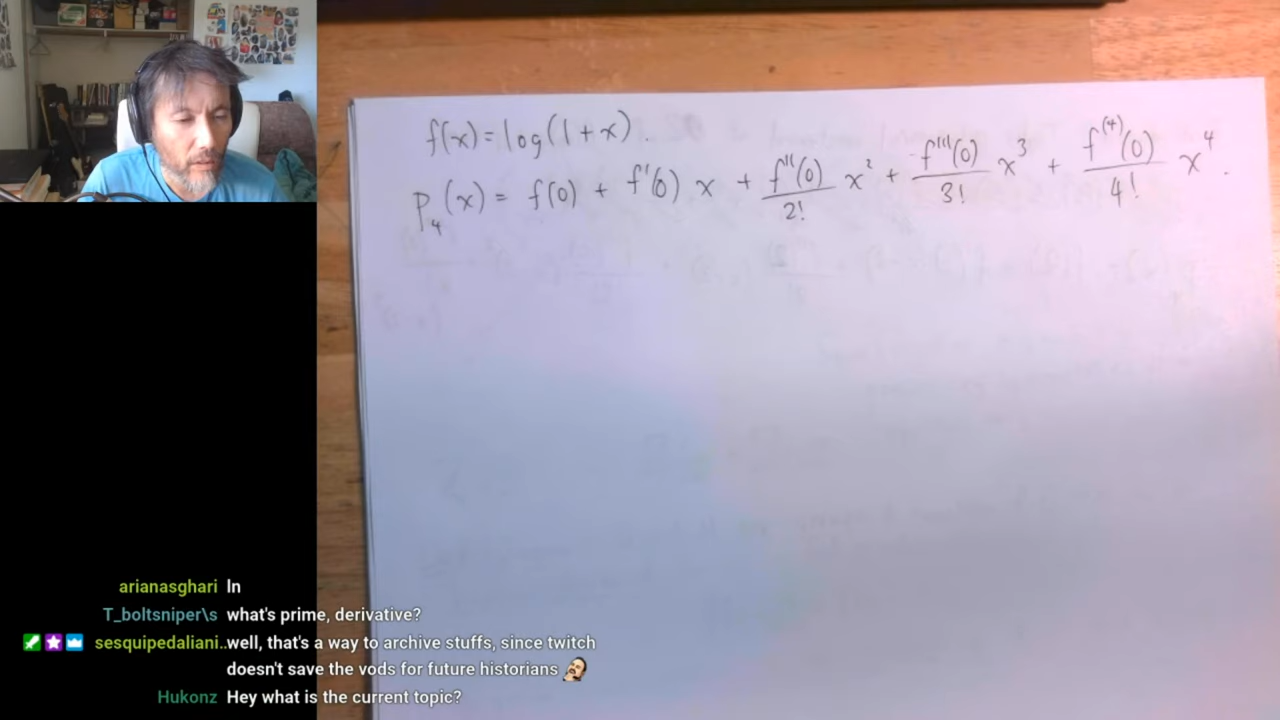 f(x) = log(1+x).
P₄(x) = f(0) + f'(0) x + f''(0)/2! x² + f'''(0)/3! x³ + f⁽⁴⁾(0)/4! x⁴.
arianasghari ln
T_boltsniper\s what's prime, derivative?
sesquipedaliani..well, that's a way to archive stuffs, since twitch
doesn't save the vods for future historians
Hukonz Hey what is the current topic?